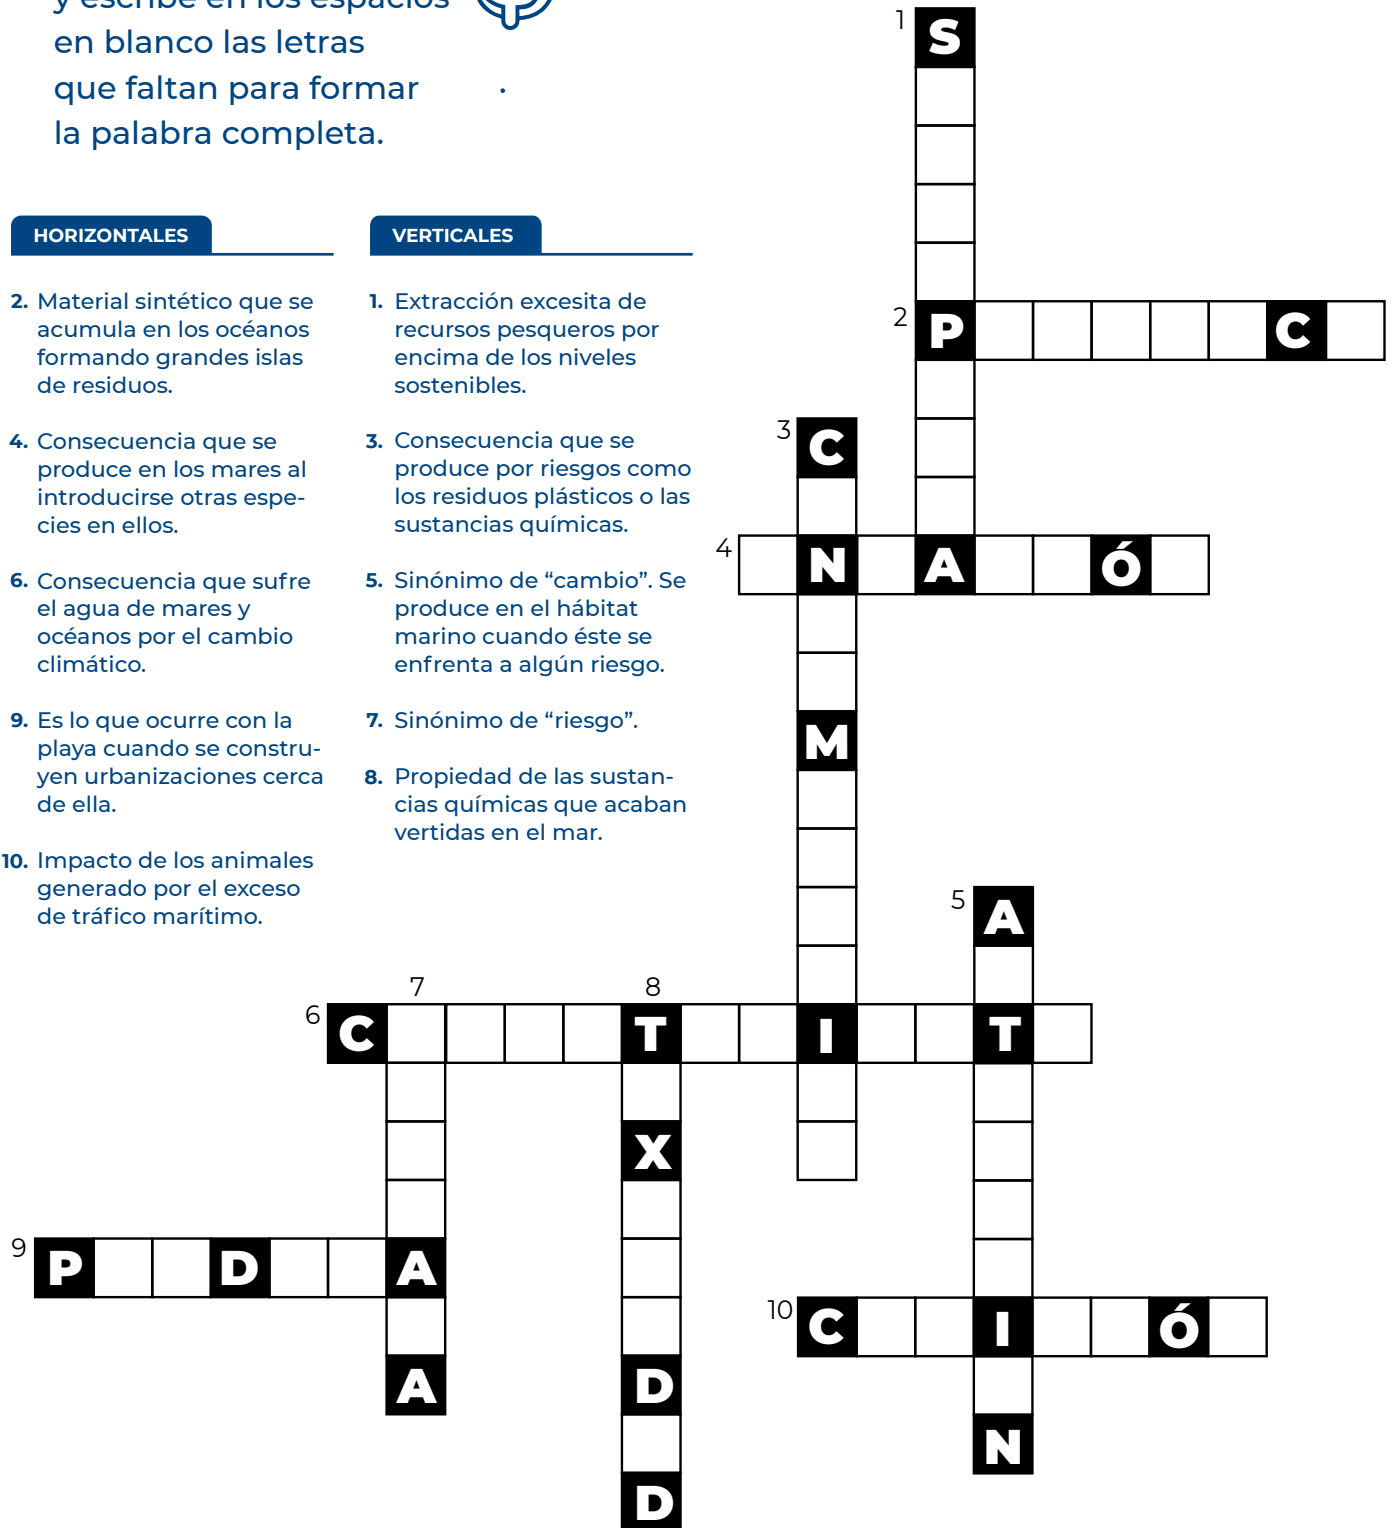 y escribe en los espacios
en blanco las letras
que faltan para formar
la palabra completa.
HORIZONTALES
2. Material sintético que se
acumula en los océanos
formando grandes islas
de residuos.
4. Consecuencia que se
produce en los mares al
introducirse otras espe-
cies en ellos.
6. Consecuencia que sufre
el agua de mares y
océanos por el cambio
climático.
9. Es lo que ocurre con la
playa cuando se constru-
yen urbanizaciones cerca
de ella.
10. Impacto de los animales
generado por el exceso
de tráfico marítimo.
VERTICALES
1. Extracción excesita de
recursos pesqueros por
encima de los niveles
sostenibles.
3. Consecuencia que se
produce por riesgos como
los residuos plásticos o las
sustancias químicas.
5. Sinónimo de “cambio”. Se
produce en el hábitat
marino cuando éste se
enfrenta a algún riesgo.
7. Sinónimo de “riesgo”.
8. Propiedad de las sustan-
cias químicas que acaban
vertidas en el mar.
1 S
2 P C
3 C
4 N A Ó
M
5 A
7 8
6 C T I T
X
9 P D A
10 C I Ó
A D
N
D